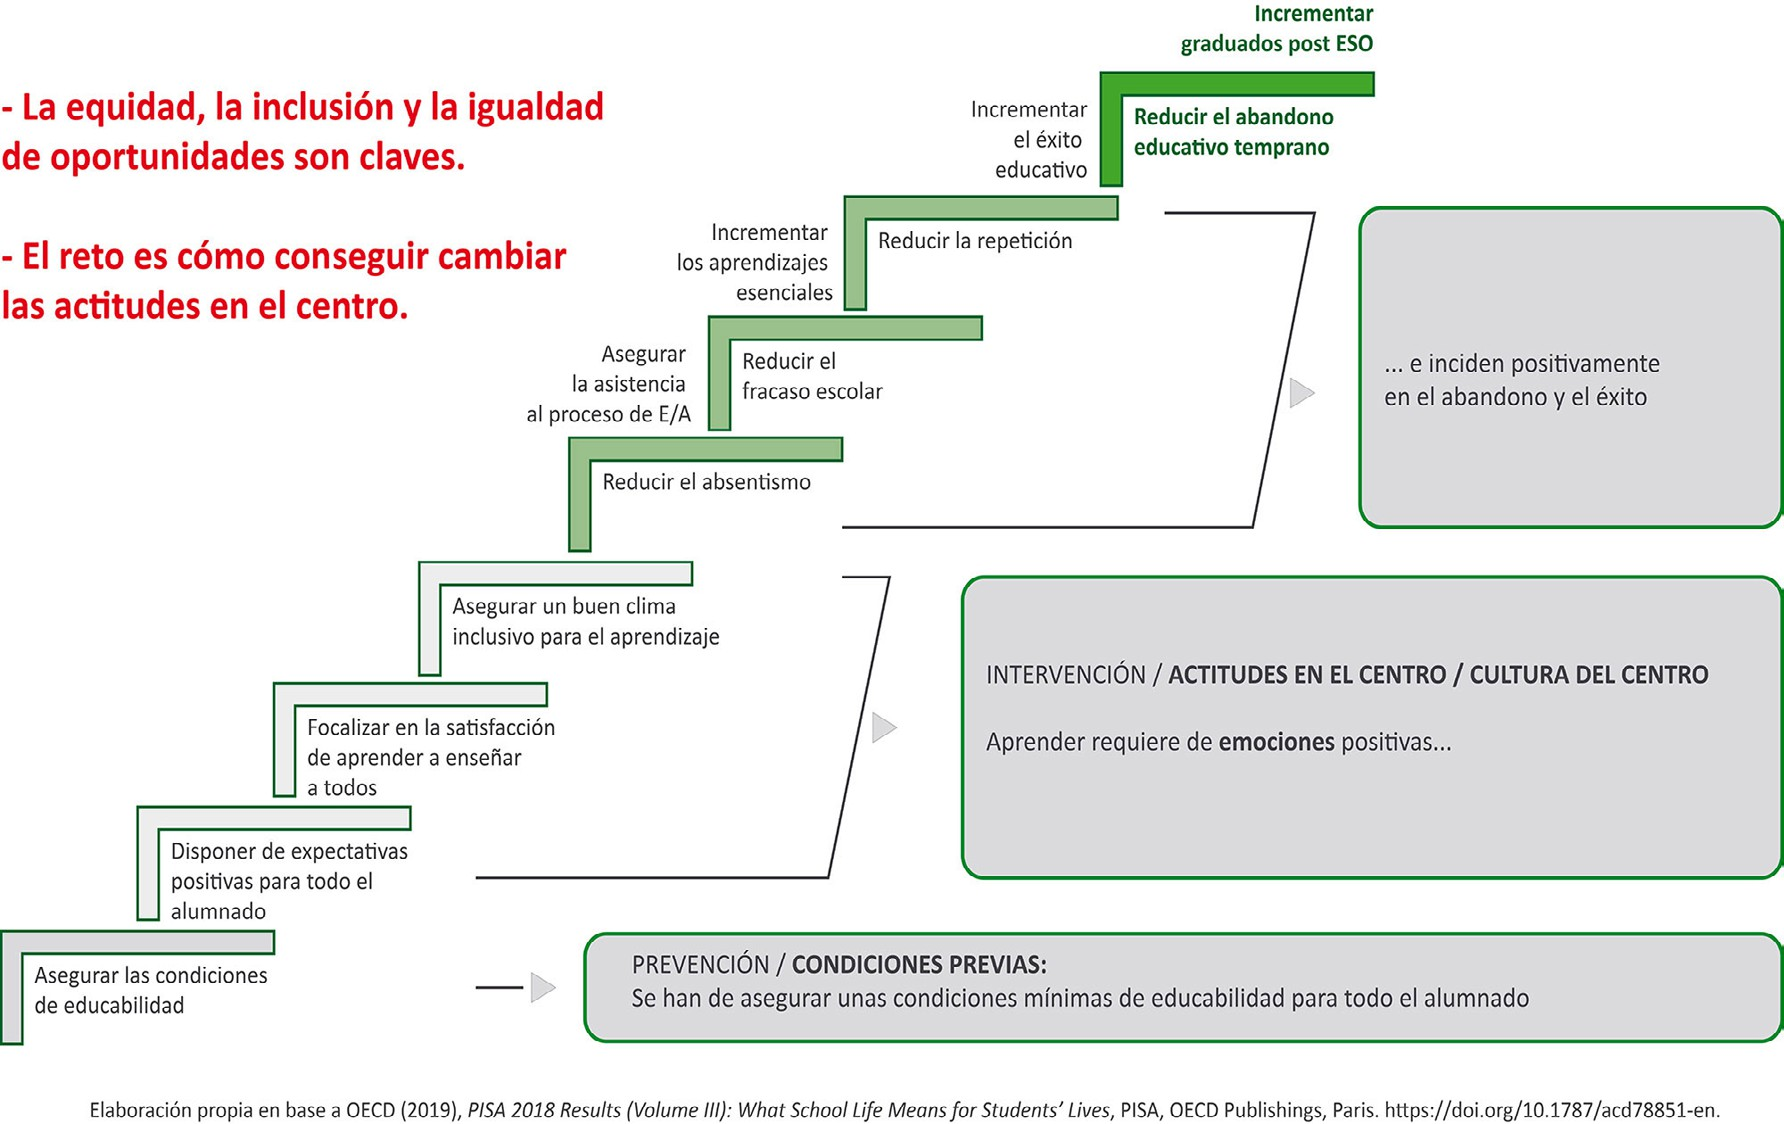 Incrementar
graduados post ESO
- La equidad, la inclusión y la igualdad
de oportunidades son claves.
- El reto es cómo conseguir cambiar
las actitudes en el centro.
Incrementar
el éxito
educativo
Reducir el abandono
educativo temprano
Incrementar
los aprendizajes
esenciales
Reducir la repetición
Asegurar
la asistencia
al proceso de E/A
Reducir el
fracaso escolar
... e inciden positivamente
en el abandono y el éxito
Reducir el absentismo
Asegurar un buen clima
inclusivo para el aprendizaje
INTERVENCIÓN / ACTITUDES EN EL CENTRO / CULTURA DEL CENTRO
Aprender requiere de emociones positivas...
Focalizar en la satisfacción
de aprender a enseñar
a todos
Disponer de expectativas
positivas para todo el
alumnado
Asegurar las condiciones
de educabilidad
PREVENCIÓN / CONDICIONES PREVIAS:
Se han de asegurar unas condiciones mínimas de educabilidad para todo el alumnado
Elaboración propia en base a OECD (2019), PISA 2018 Results (Volume III): What School Life Means for Students’ Lives, PISA, OECD Publishings, Paris. https://doi.org/10.1787/acd78851-en.